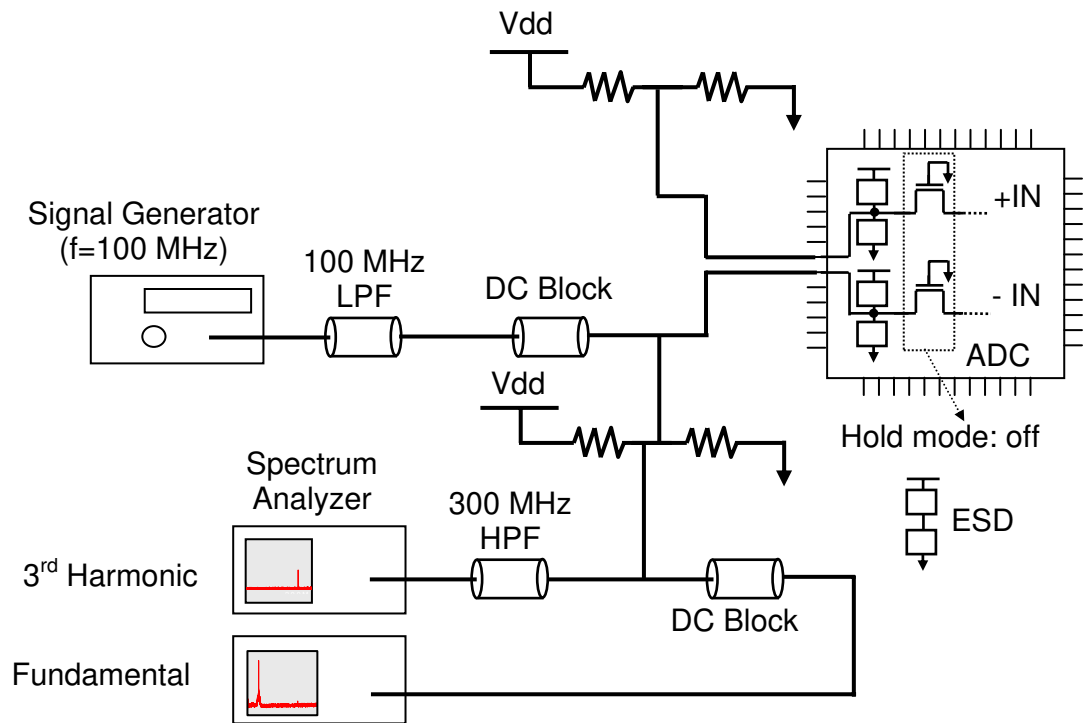 Vdd
Signal Generator
(f=100 MHz)
100 MHz
LPF
DC Block
+IN
- IN
ADC
Hold mode: off
ESD
Vdd
Spectrum
Analyzer
300 MHz
HPF
3rd Harmonic
DC Block
Fundamental